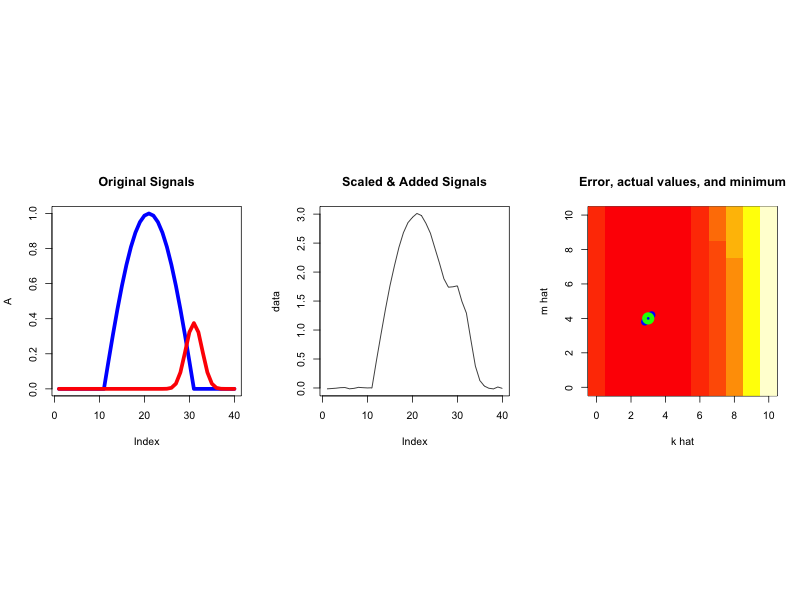 Original Signals
A
0.0 0.2 0.4 0.6 0.8 1.0
0 10 20 30 40
Index
Scaled & Added Signals
data
0.0 0.5 1.0 1.5 2.0 2.5 3.0
0 10 20 30 40
Index
Error, actual values, and minimum
m hat
0 2 4 6 8 10
0 2 4 6 8 10
k hat